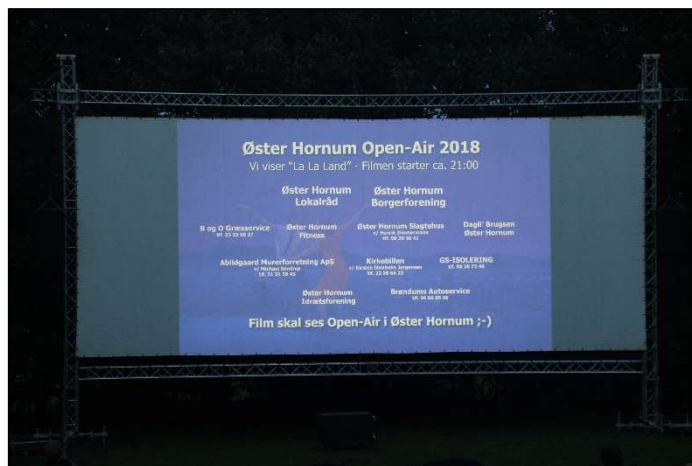 Øster Hornum Open-Air 2018
Vi viser "La La Land" - Filmen starter ca. 21:00
Øster Hornum
Lokalråd
Øster Hornum
Borgerforening
B og O Græsservice
Øster Hornum
Fitness
Øster Hornum Slagtehus
Dagli' Brugsen
Øster Hornum
Abildgaard Murerforretning ApS
Kirkebilen
GS-ISOLERING
Øster Hornum
Idrætsforening
Brøndums Autoservice
Film skal ses Open-Air i Øster Hornum ;-)